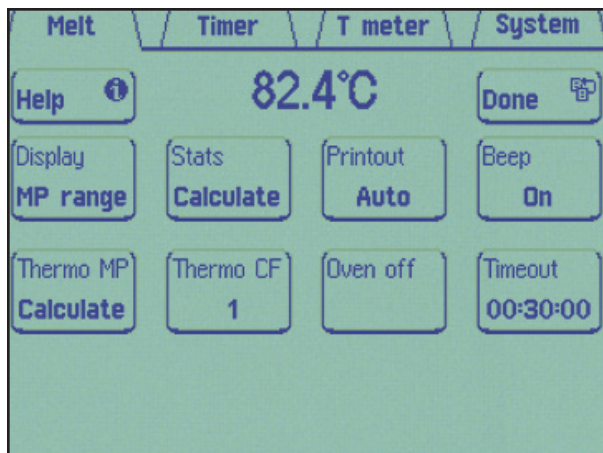 Melt Timer T meter System
Help 82.4°C Done
Display Stats Printout Beep
MP range Calculate Auto On
Thermo MP Thermo CF Oven off Timeout
Calculate 1 00:30:00